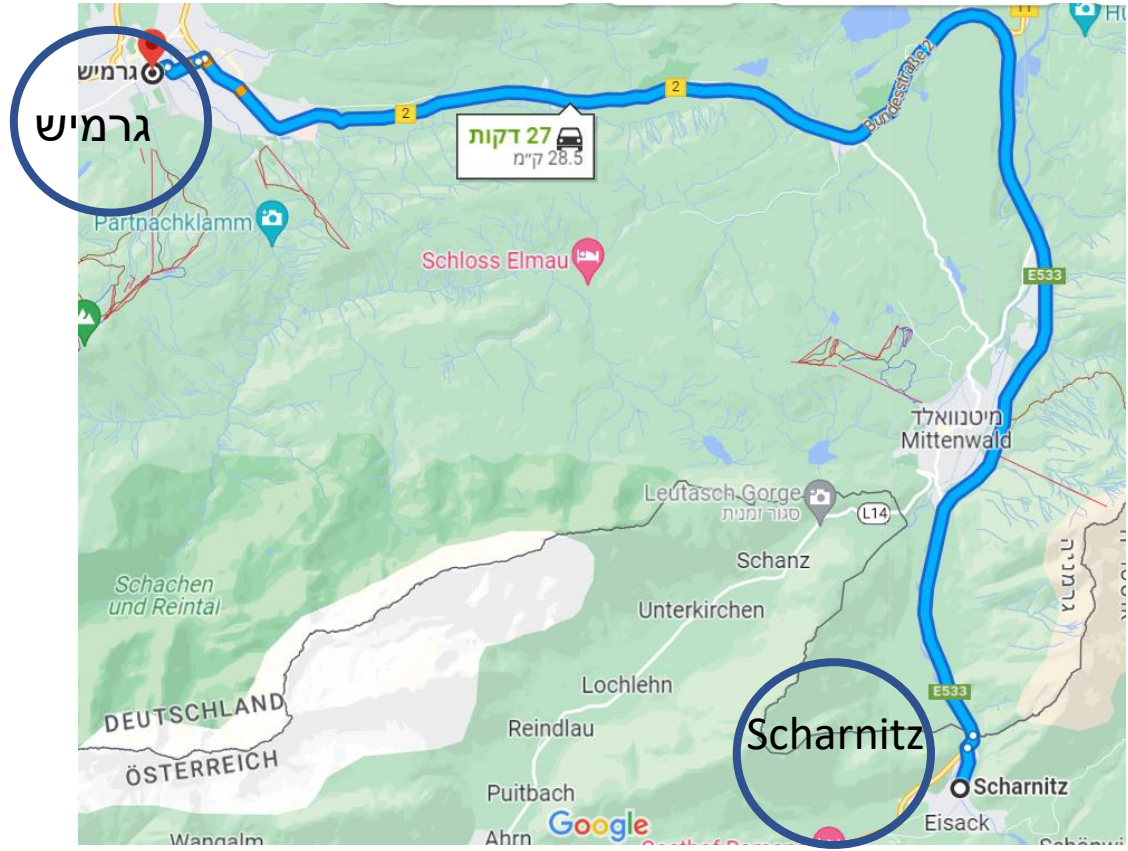 11
גרמיש
גרמיש
2
2
Bundesstraße 2
27 דקות
28.5 ק״מ
Partnachklamm
Schloss Elmau
E533
מיטנוואלד
Mittenwald
Leutasch Gorge
סגור זמנית
L14
Schanz
גרמניה
Schachen
und Reintal
Unterkirchen
Lochlehn
E533
DEUTSCHLAND
Reindlau
Scharnitz
ÖSTERREICH
Puitbach
Scharnitz
Google
Eisack
Wangalm
Ahrn